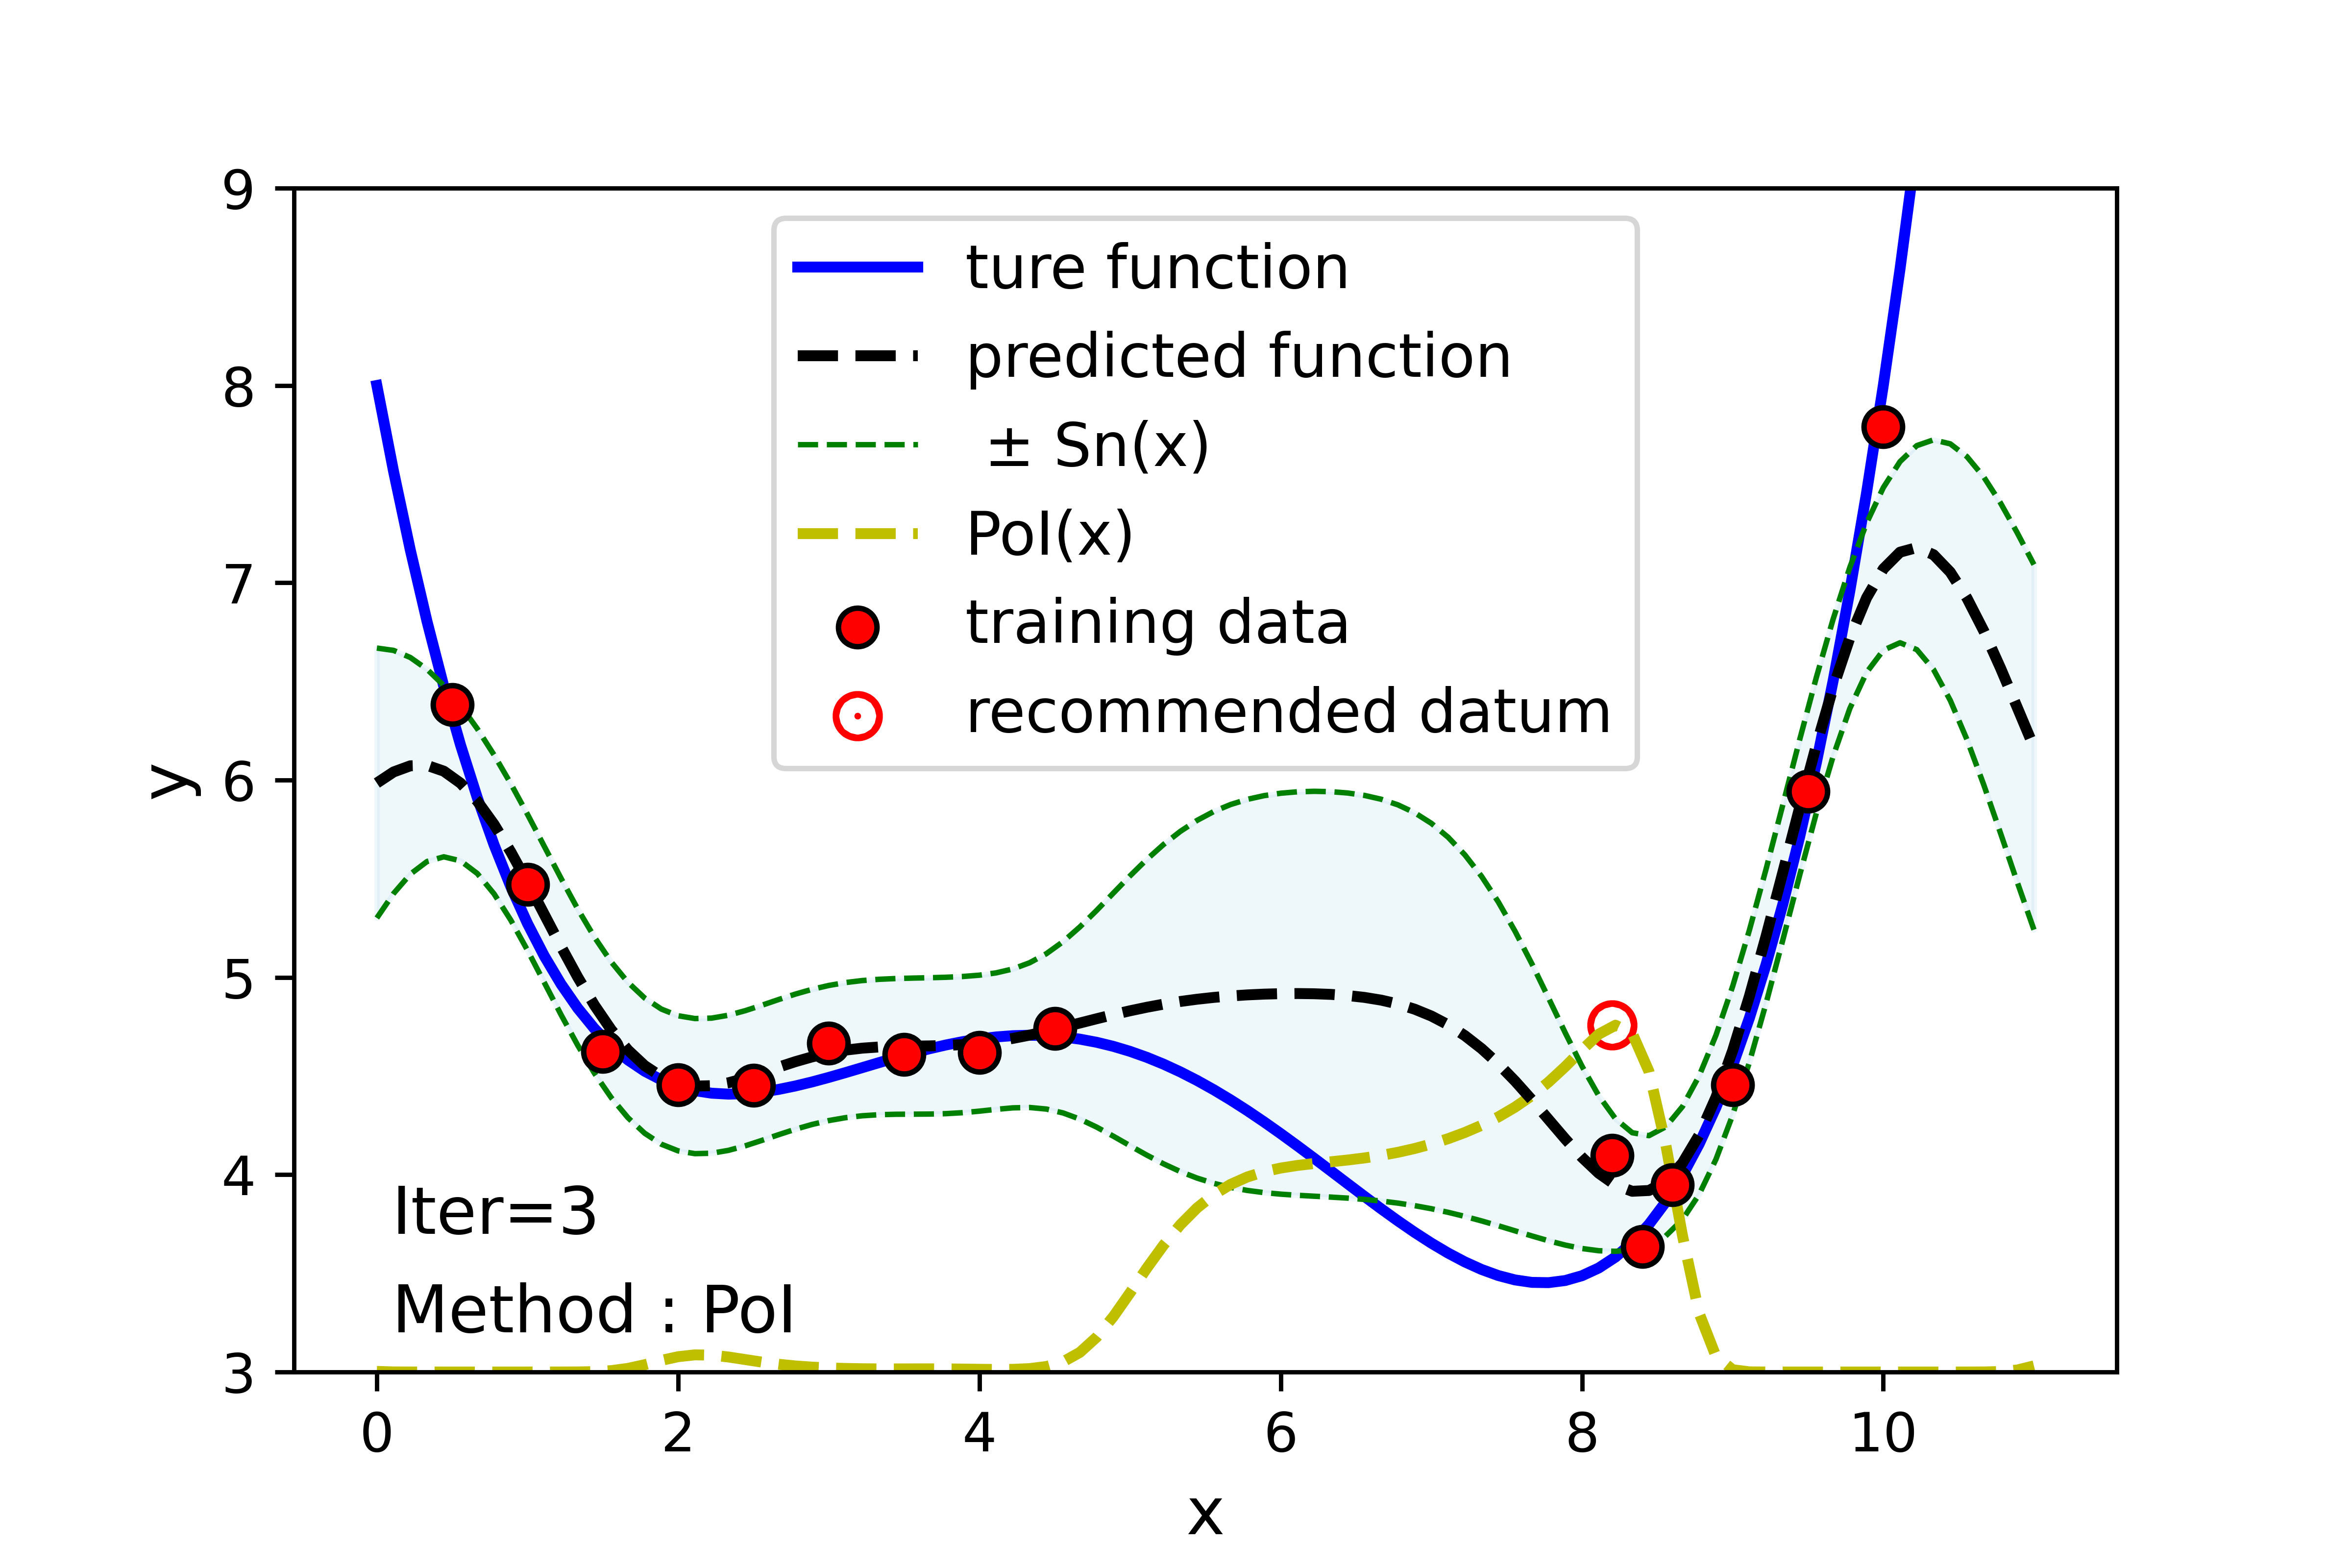 9
8
7
6
5
4
3
y
ture function
predicted function
± Sn(x)
PoI(x)
training data
recommended datum
Iter=3
Method : PoI
0 2 4 6 8 10
x